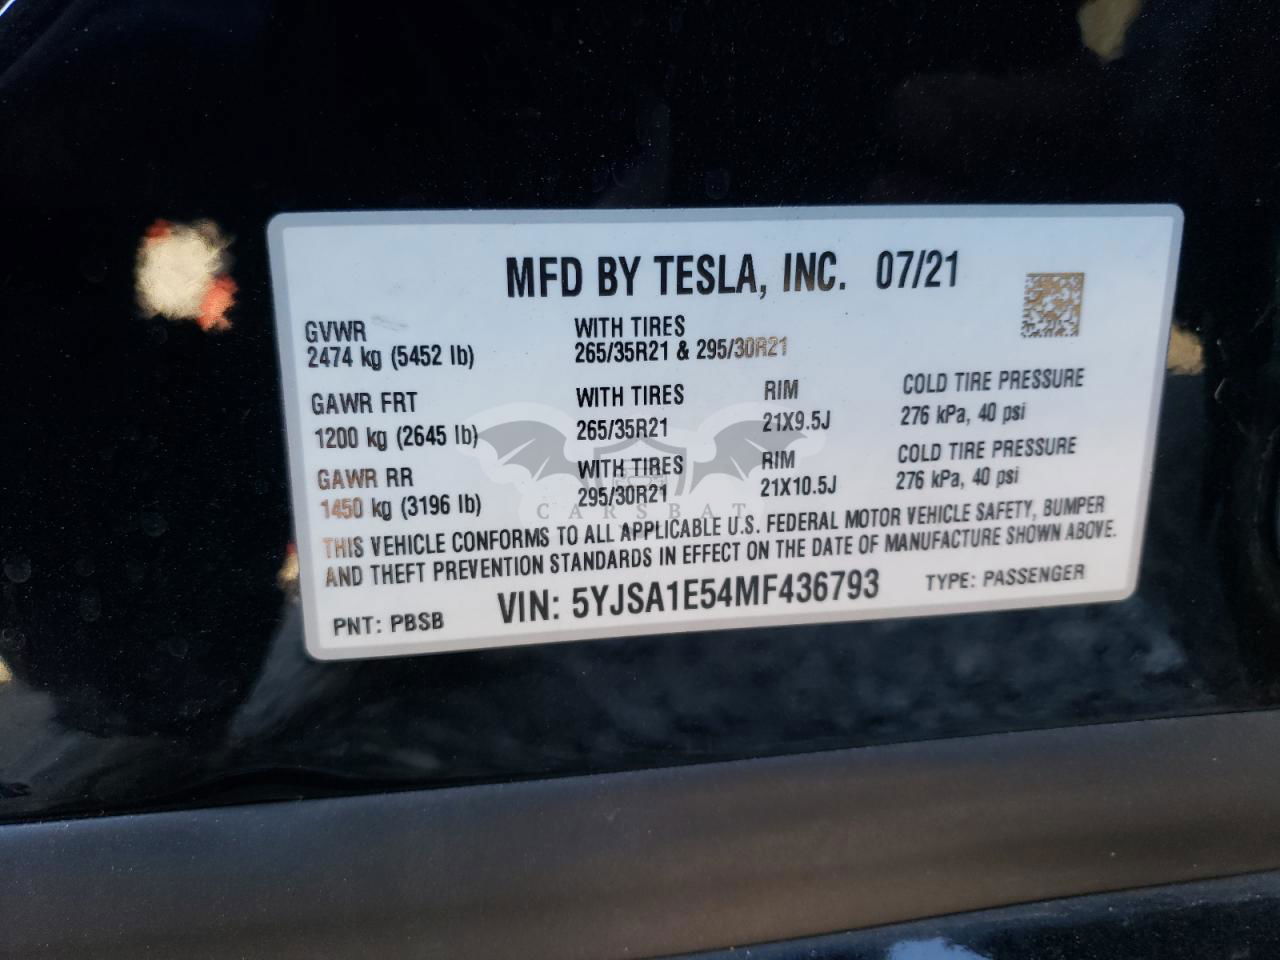 MFD BY TESLA, INC. 07/21
GVWR
2474 kg (5452 lb)
WITH TIRES
265/35R21 & 295/30R21
GAWR FRT
1200 kg (2645 lb)
WITH TIRES
265/35R21
RIM
21X9.5J
COLD TIRE PRESSURE
276 kPa, 40 psi
GAWR RR
1450 kg (3196 lb)
WITH TIRES
295/30R21
RIM
21X10.5J
COLD TIRE PRESSURE
276 kPa, 40 psi
CARSBAT
THIS VEHICLE CONFORMS TO ALL APPLICABLE U.S. FEDERAL MOTOR VEHICLE SAFETY, BUMPER
AND THEFT PREVENTION STANDARDS IN EFFECT ON THE DATE OF MANUFACTURE SHOWN ABOVE.
PNT: PBSB VIN: 5YJSA1E54MF436793 TYPE: PASSENGER